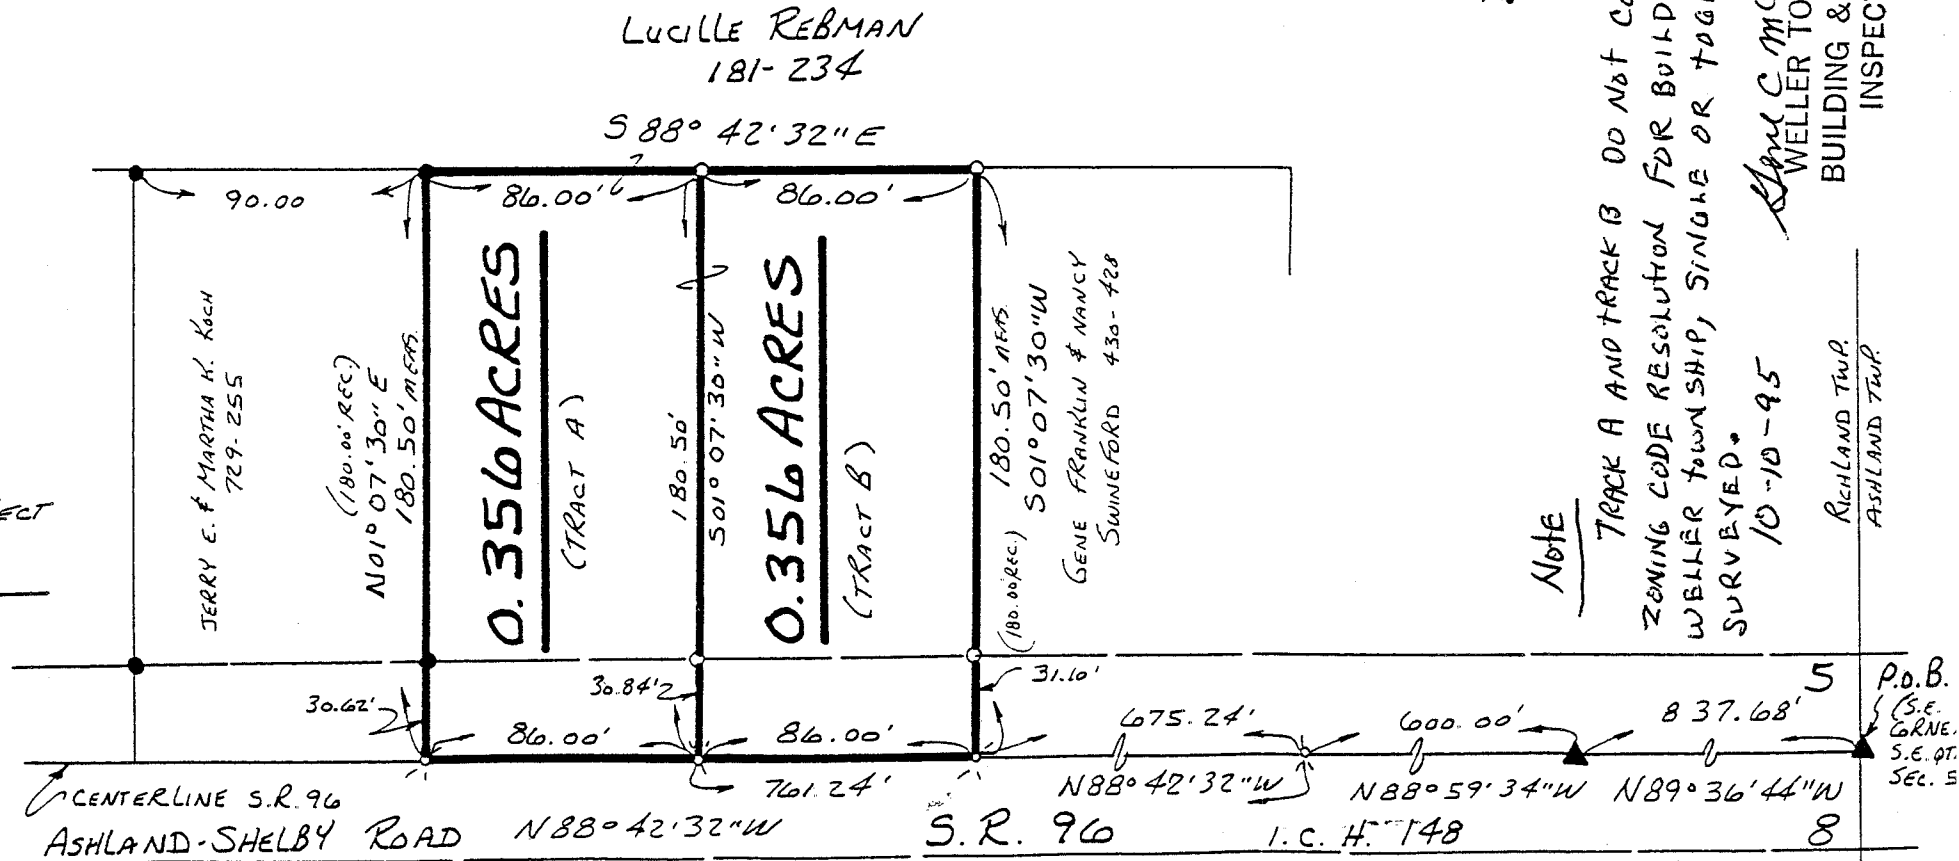 Lucille REBMAN
181-234
S 88° 42' 32" E
90.00
86.00'
86.00'
JERRY E. & MARTHA K. KOCH
729-255
(180.00' REC.)
N01° 07' 30" E
180.50' MEAS.
0.356 ACRES
(TRACT A)
180.50'
S01° 07' 30" W
0.356 ACRES
(TRACT B)
180.50' MEAS.
(180.00 REC.) S01° 07' 30" W
GENE FRANKLIN & NANCY
SWINEFORD 430-428
Note
TRACK A AND TRACK B DO NOT
ZONING CODE RESOLUTION FOR BUILD
WELLER TOWNSHIP, SINGLE OR
SURVEYED.
10-10-95
WELLER TO
BUILDING &
INSPEC
RICHLAND TWP.
ASHLAND TWP.
ECT
30.62'
30.84'
31.10'
86.00'
86.00'
675.24'
600.00'
837.68'
5
P.O.B.
(S.E.
CORNE
S.E. QT
SEC. 5
761.24'
N88° 42' 32" W
N88° 59' 34" W
N89° 36' 44" W
CENTERLINE S.R. 96
ASHLAND-SHELBY ROAD
N88° 42' 32" W
S.R. 96
I.C.H. 148
8